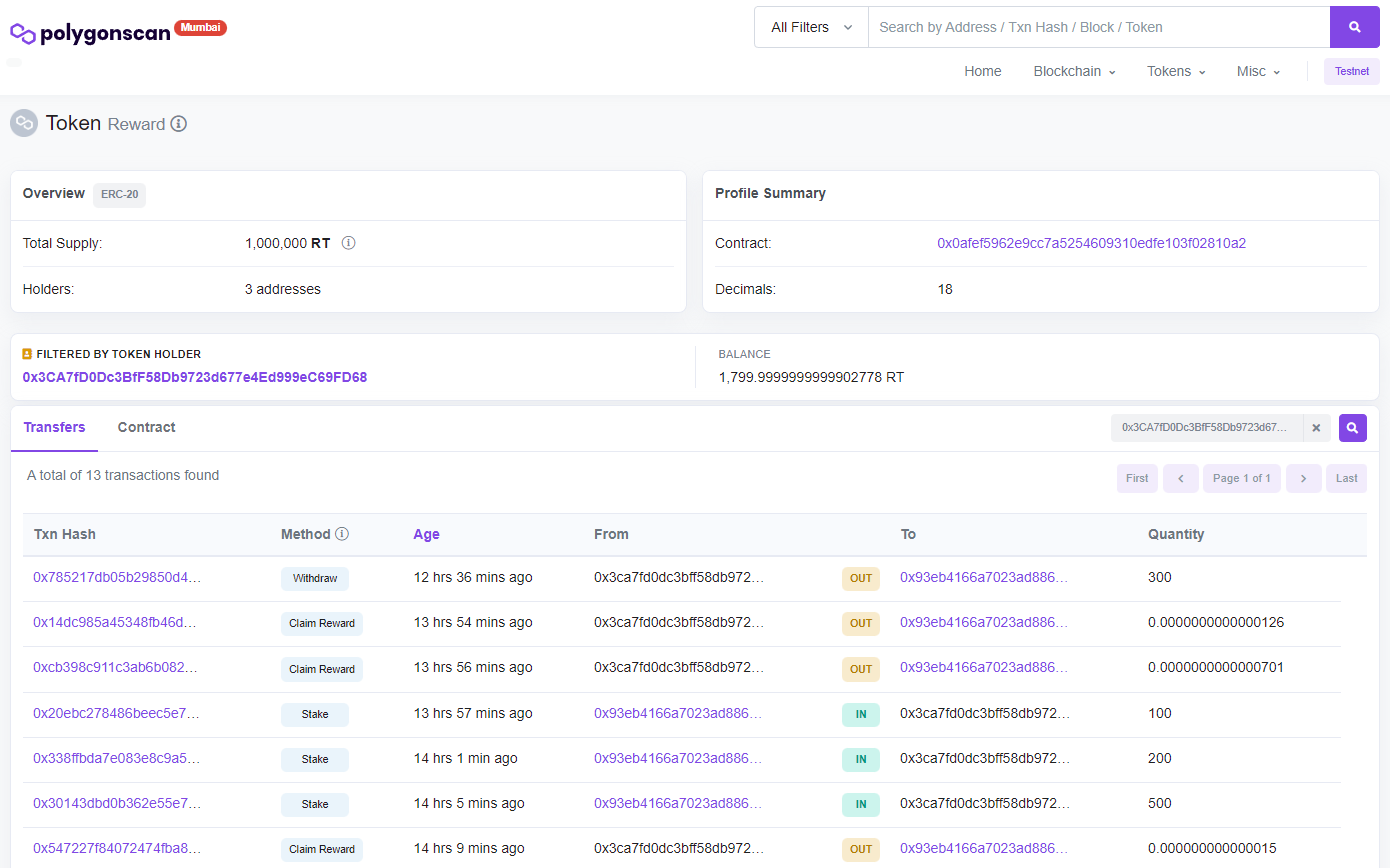 polygonscan Mumbai
All Filters Search by Address / Txn Hash / Block / Token
Home Blockchain Tokens Misc Testnet
Token Reward
Overview ERC-20
Total Supply: 1,000,000 RT
Holders: 3 addresses
Profile Summary
Contract: 0x0afef5962e9cc7a5254609310edfe103f02810a2
Decimals: 18
FILTERED BY TOKEN HOLDER
0x3CA7fD0Dc3BfF58Db9723d677e4Ed999eC69FD68
BALANCE
1,799.9999999999902778 RT
Transfers Contract 0x3CA7fD0Dc3BfF58Db9723d67...
A total of 13 transactions found First Page 1 of 1 Last
Txn Hash Method Age From To Quantity
0x785217db05b29850d4... Withdraw 12 hrs 36 mins ago 0x3ca7fd0dc3bff58db972... OUT 0x93eb4166a7023ad886... 300
0x14dc985a45348fb46d... Claim Reward 13 hrs 54 mins ago 0x3ca7fd0dc3bff58db972... OUT 0x93eb4166a7023ad886... 0.0000000000000126
0xcb398c911c3ab6b082... Claim Reward 13 hrs 56 mins ago 0x3ca7fd0dc3bff58db972... OUT 0x93eb4166a7023ad886... 0.0000000000000701
0x20ebc278486beec5e7... Stake 13 hrs 57 mins ago 0x93eb4166a7023ad886... IN 0x3ca7fd0dc3bff58db972... 100
0x338ffbda7e083e8c9a5... Stake 14 hrs 1 min ago 0x93eb4166a7023ad886... IN 0x3ca7fd0dc3bff58db972... 200
0x30143dbd0b362e55e7... Stake 14 hrs 5 mins ago 0x93eb4166a7023ad886... IN 0x3ca7fd0dc3bff58db972... 500
0x547227f84072474fba8... Claim Reward 14 hrs 9 mins ago 0x3ca7fd0dc3bff58db972... OUT 0x93eb4166a7023ad886... 0.000000000000015